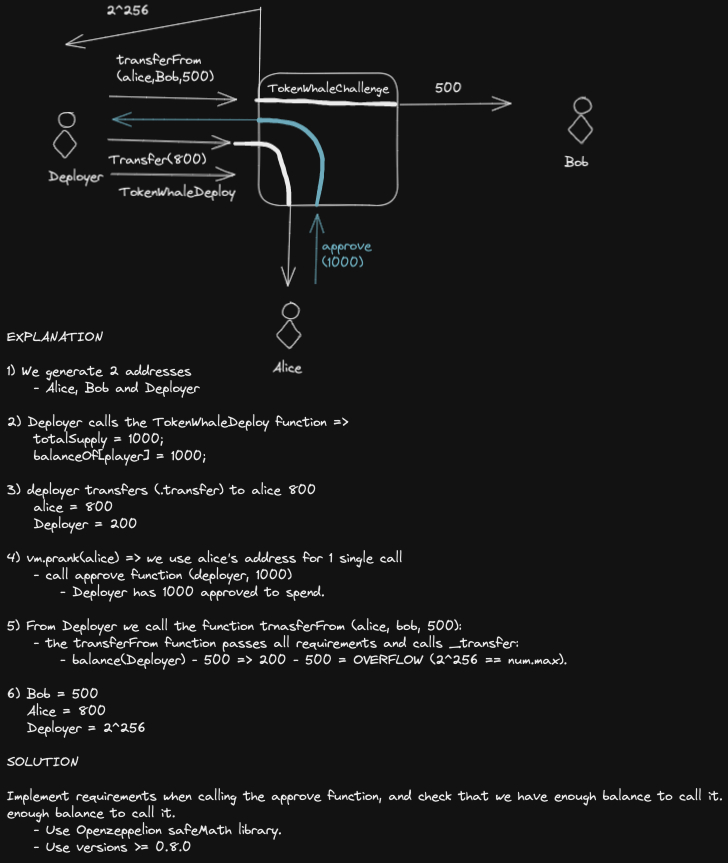 2^256
transferFrom
(alice,Bob,500)
TokenWhaleChallenge
500
Transfer(800)
Deployer
TokenWhaleDeploy
Bob
approve
(1000)
Alice
EXPLANATION
1) We generate 2 addresses
- Alice, Bob and Deployer
2) Deployer calls the TokenWhaleDeploy function =>
totalSupply = 1000;
balanceOf[player] = 1000;
3) deployer transfers (.transfer) to alice 800
alice = 800
Deployer = 200
4) vm.prank(alice) => we use alice's address for 1 single call
- call approve function (deployer, 1000)
- Deployer has 1000 approved to spend.
5) From Deployer we call the function trnasferFrom (alice, bob, 500):
- the transferFrom function passes all requirements and calls _transfer:
- balance(Deployer) - 500 => 200 - 500 = OVERFLOW (2^256 == num.max).
6) Bob = 500
Alice = 800
Deployer = 2^256
SOLUTION
Implement requirements when calling the approve function, and check that we have enough balance to call it.
enough balance to call it.
- Use Openzeppelion safeMath library.
- Use versions >= 0.8.0